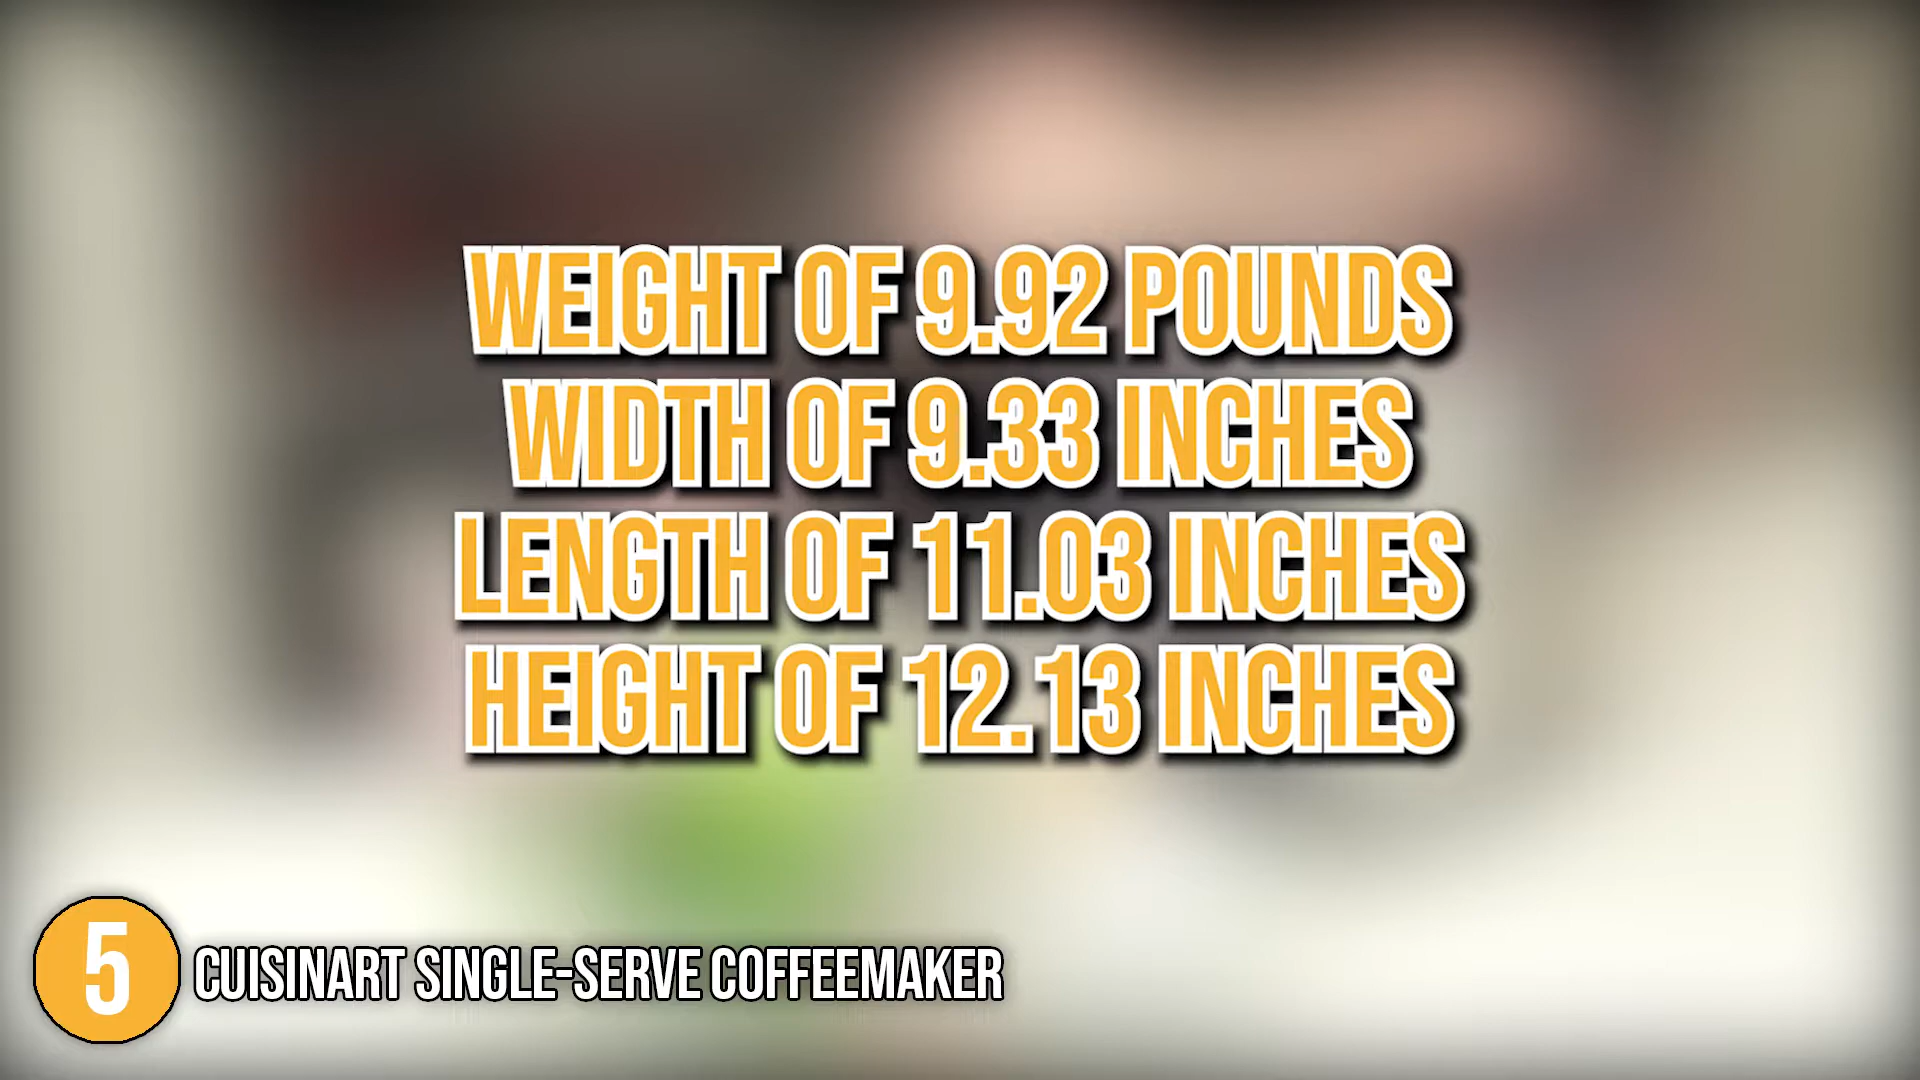 WEIGHT OF 9.92 POUNDS
WIDTH OF 9.33 INCHES
LENGTH OF 11.03 INCHES
HEIGHT OF 12.13 INCHES
5 CUISINART SINGLE-SERVE COFFEEMAKER